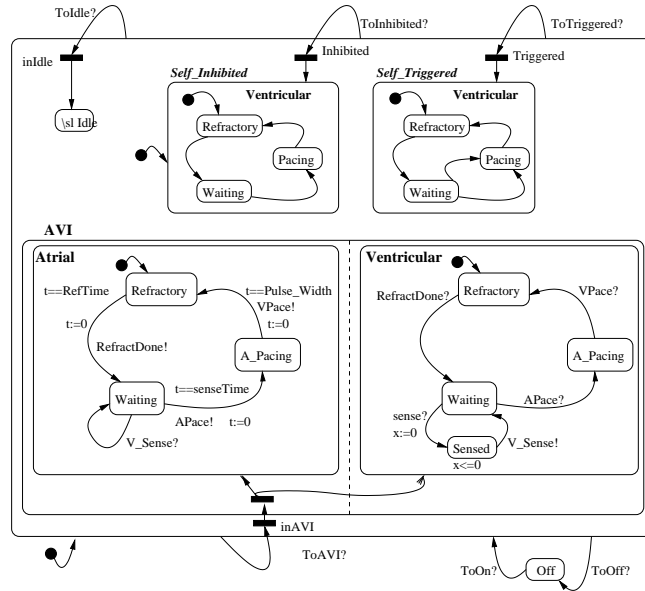 ToIdle?
ToInhibited?
ToTriggered?
inIdle
Inhibited
Triggered
Self_Inhibited
Self_Triggered
Ventricular
Ventricular
\sl Idle
Refractory
Refractory
Pacing
Pacing
Waiting
Waiting
AVI
Atrial
Ventricular
t==RefTime
Refractory
t==Pulse_Width
VPace!
t:=0
t:=0
RefractDone!
A_Pacing
Waiting
t==senseTime
APace!
t:=0
V_Sense?
RefractDone?
Refractory
VPace?
A_Pacing
Waiting
APace?
sense?
x:=0
V_Sense!
Sensed
x<=0
inAVI
ToAVI?
ToOn?
Off
ToOff?